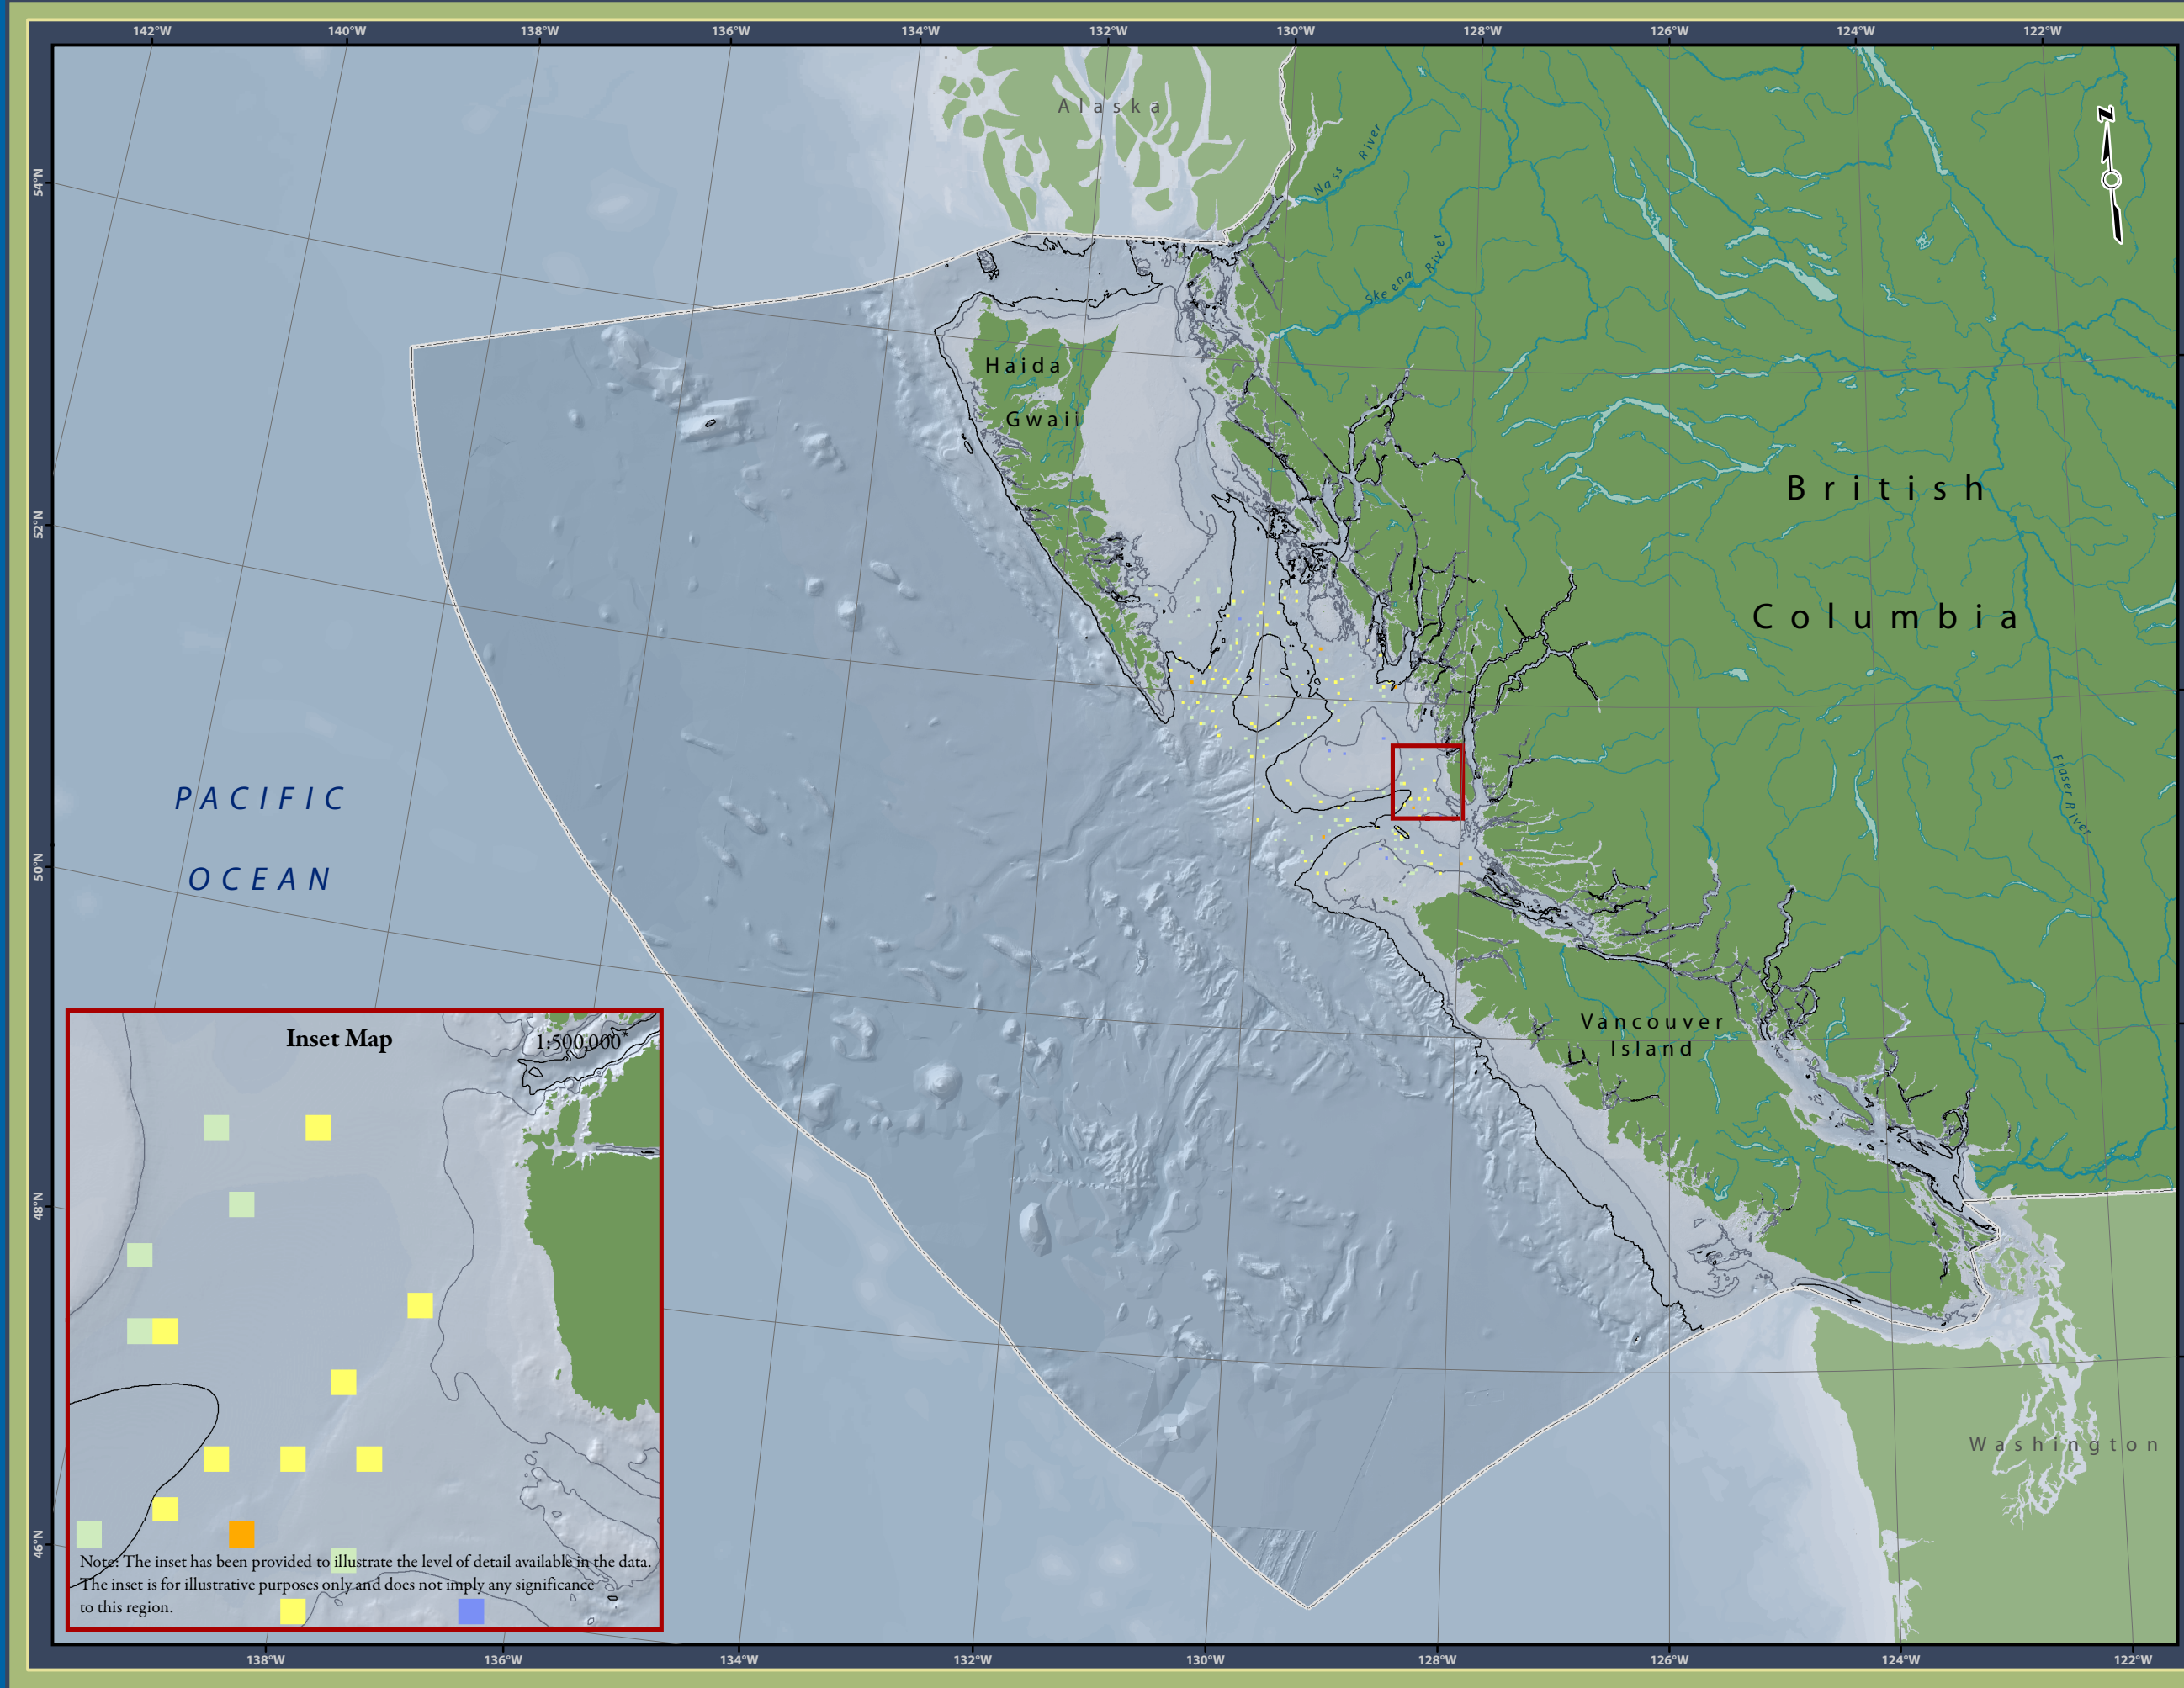 142°W 140°W 138°W 136°W 134°W 132°W 130°W 128°W 126°W 124°W 122°W
Alaska
N
Nass River
54°N
Skeena River
Haida
Gwaii
British
52°N
Columbia
PACIFIC
OCEAN
Fraser River
50°N
Vancouver
Island
Inset Map
1:500,000*
48°N
Washington
46°N
Note: The inset has been provided to illustrate the level of detail available in the data.
The inset is for illustrative purposes only and does not imply any significance
to this region.
138°W 136°W 134°W 132°W 130°W 128°W 126°W 124°W 122°W